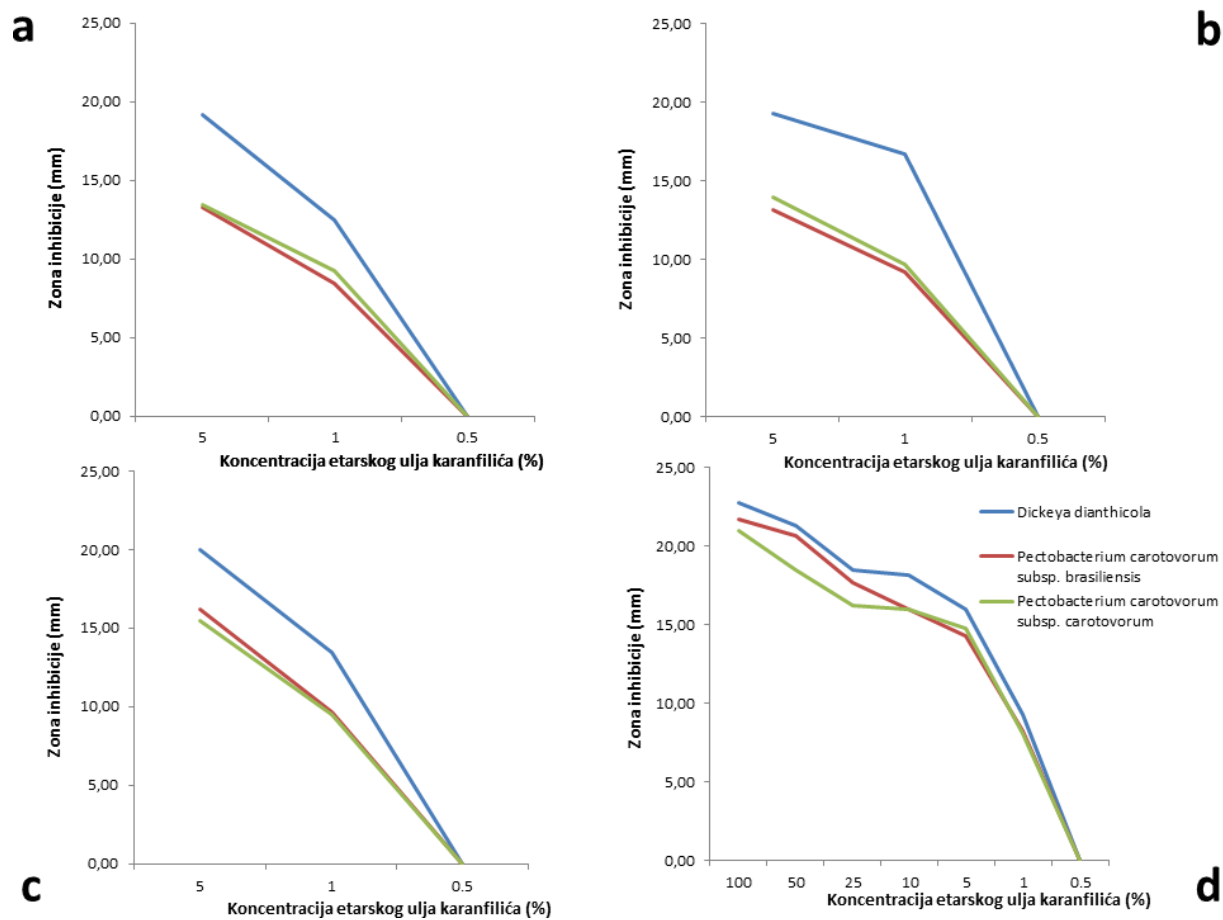 a
25,00
20,00
15,00
10,00
5,00
0,00
Zona inhibicije (mm)
5 1 0.5
Koncentracija etarskog ulja karanfilića (%)
b
25,00
20,00
15,00
10,00
5,00
0,00
Zona inhibicije (mm)
5 1 0.5
Koncentracija etarskog ulja karanfilića (%)
c
25,00
20,00
15,00
10,00
5,00
0,00
Zona inhibicije (mm)
5 1 0.5
Koncentracija etarskog ulja karanfilića (%)
d
25,00
20,00
15,00
10,00
5,00
0,00
Zona inhibicije (mm)
100 50 25 10 5 1 0.5
Koncentracija etarskog ulja karanfilića (%)
Dickeya dianthicola
Pectobacterium carotovorum
subsp. brasiliensis
Pectobacterium carotovorum
subsp. carotovorum